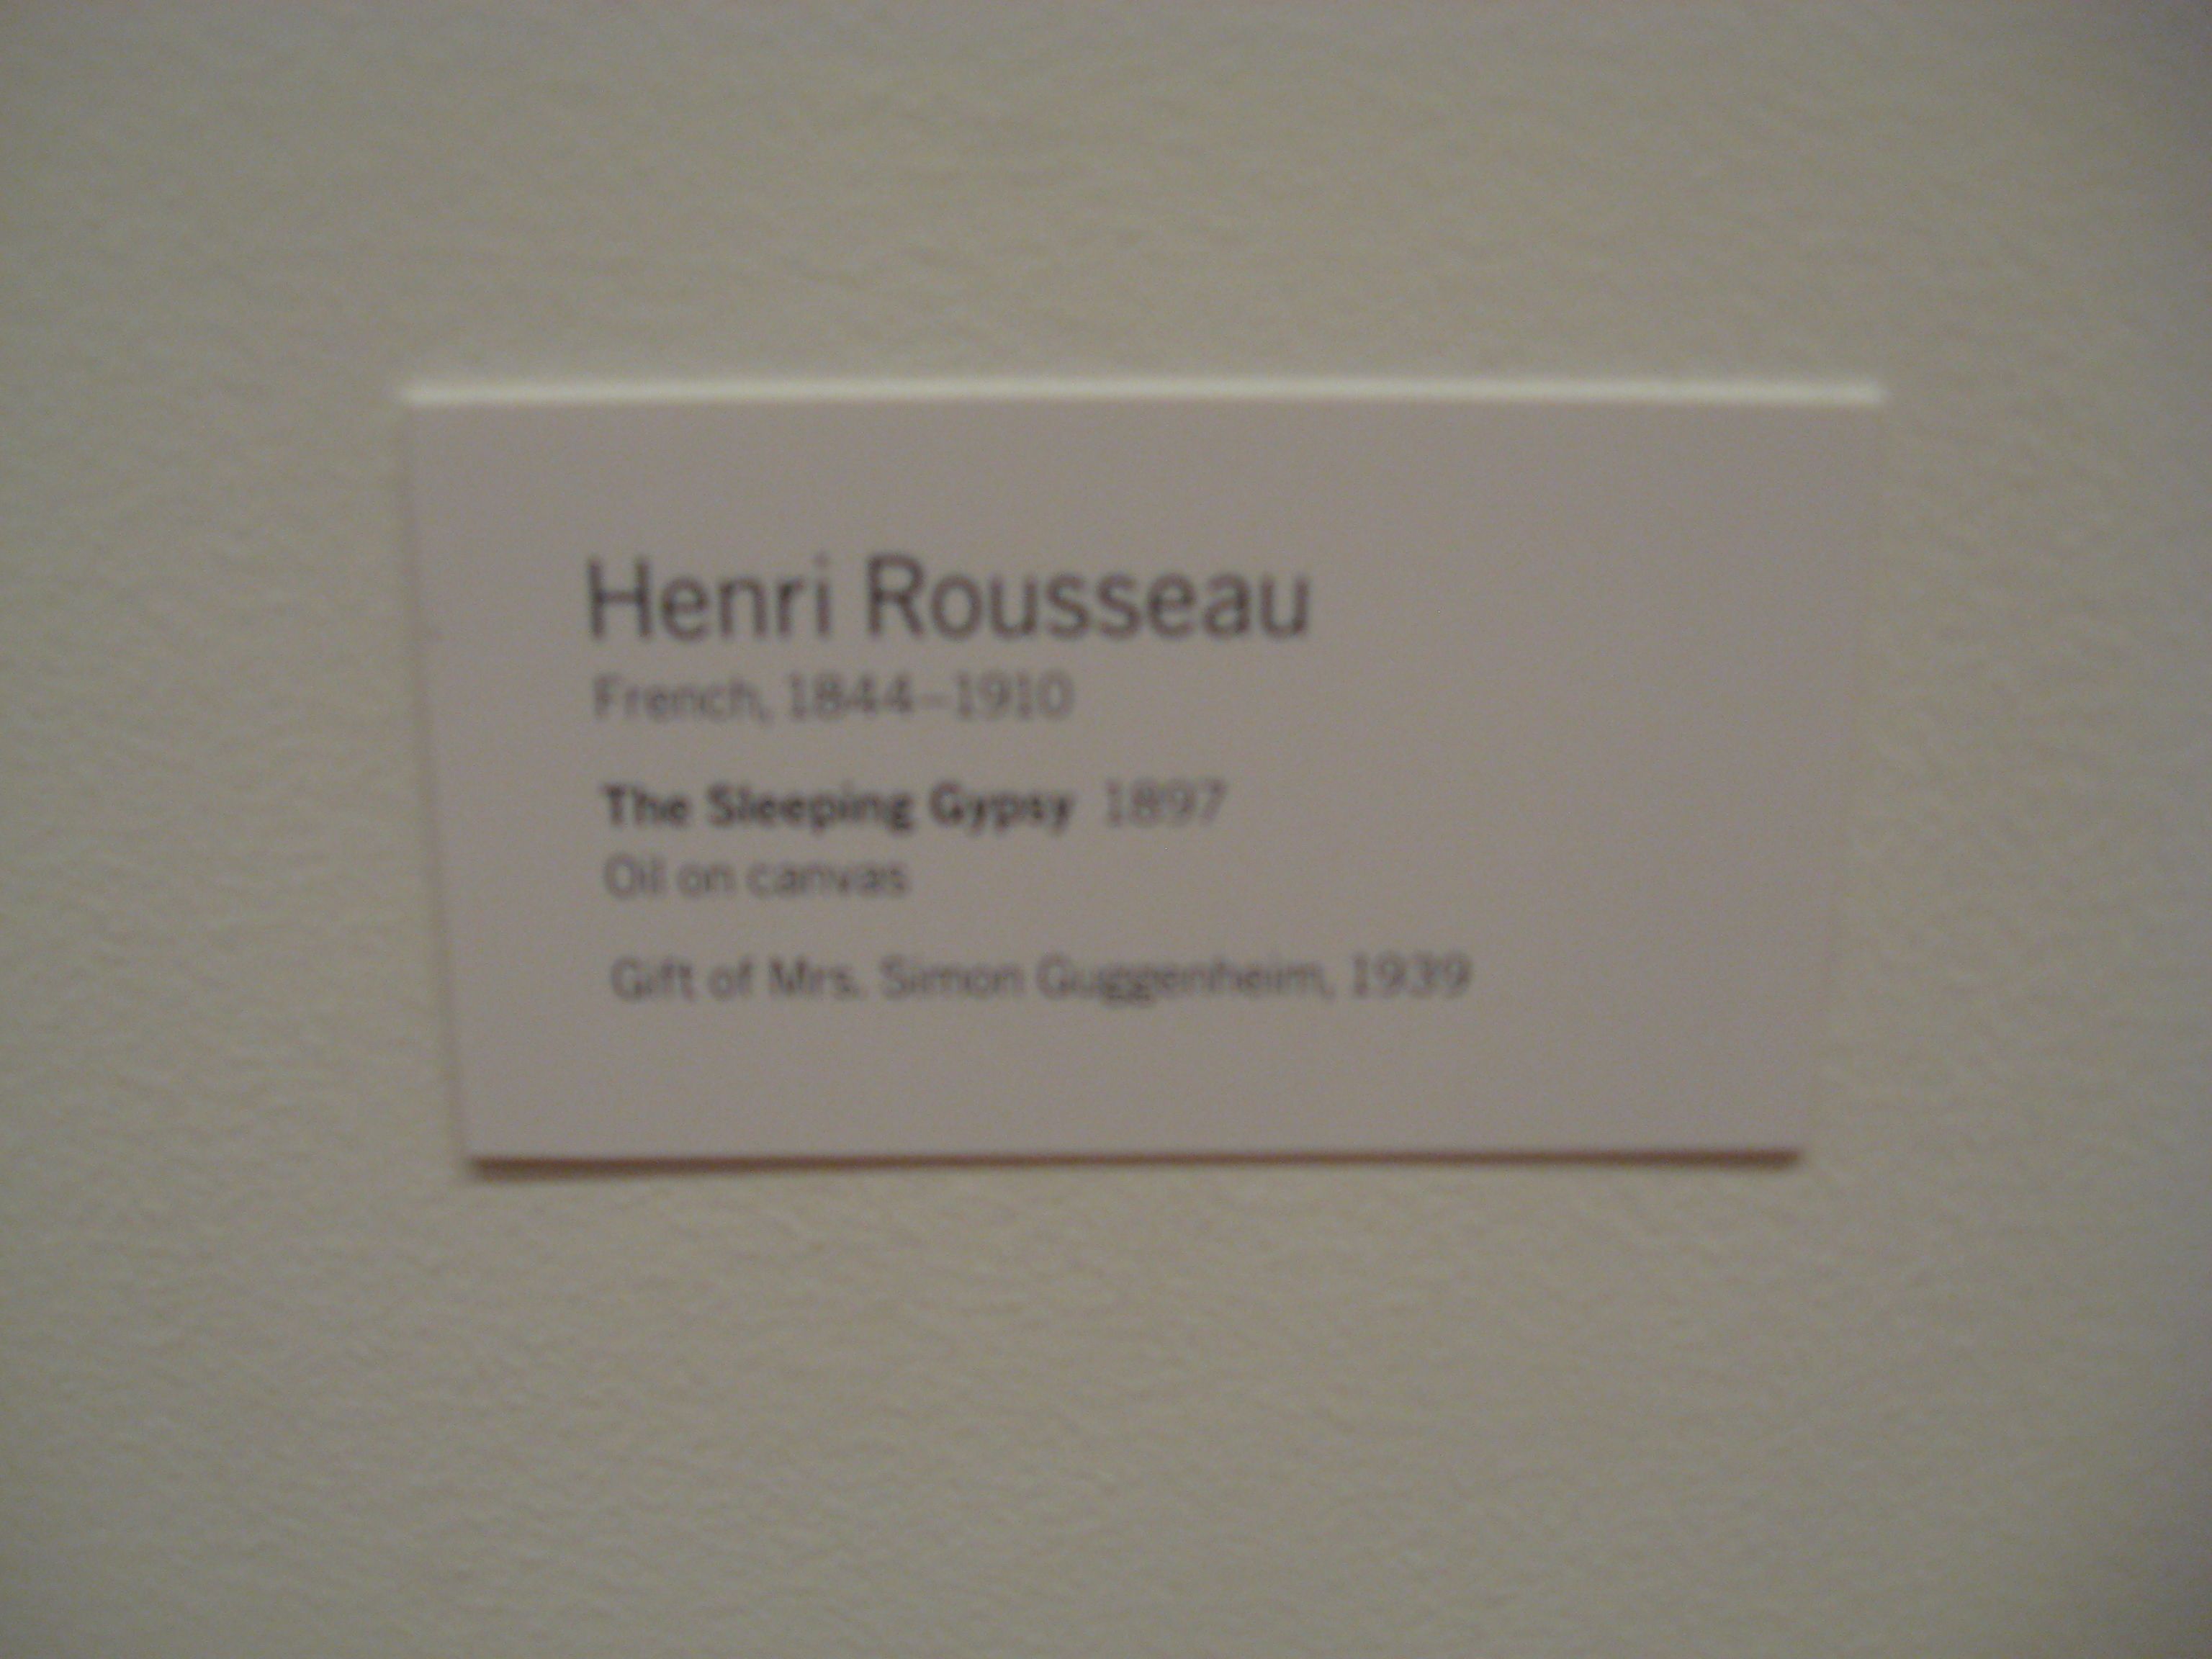 Henri Rousseau
French, 1844–1910
The Sleeping Gypsy 1897
Oil on canvas
Gift of Mrs. Simon Guggenheim, 1939